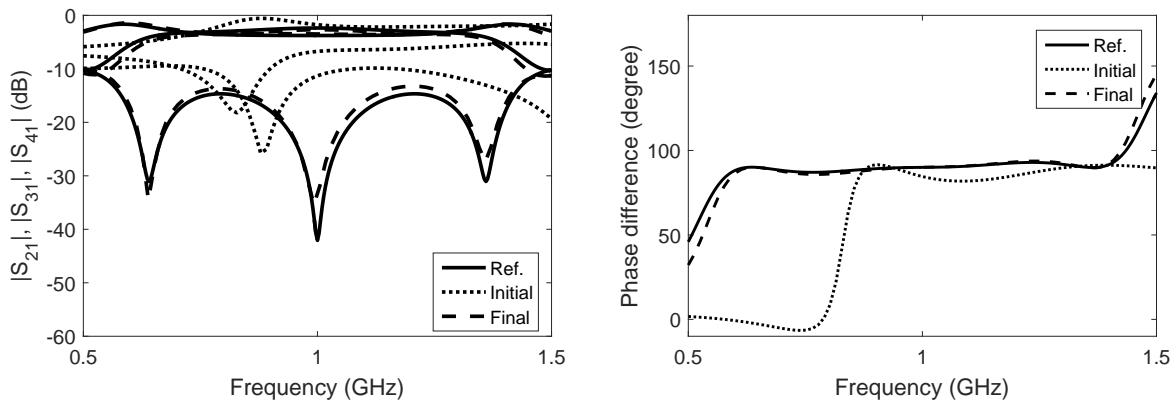 0
-10
-20
-30
-40
-50
-60
0.5
1
1.5
Frequency (GHz)
|S21|, |S31|, |S41| (dB)
Ref.
Initial
Final
150
100
50
0
0.5
1
1.5
Frequency (GHz)
Phase difference (degree)
Ref.
Initial
Final